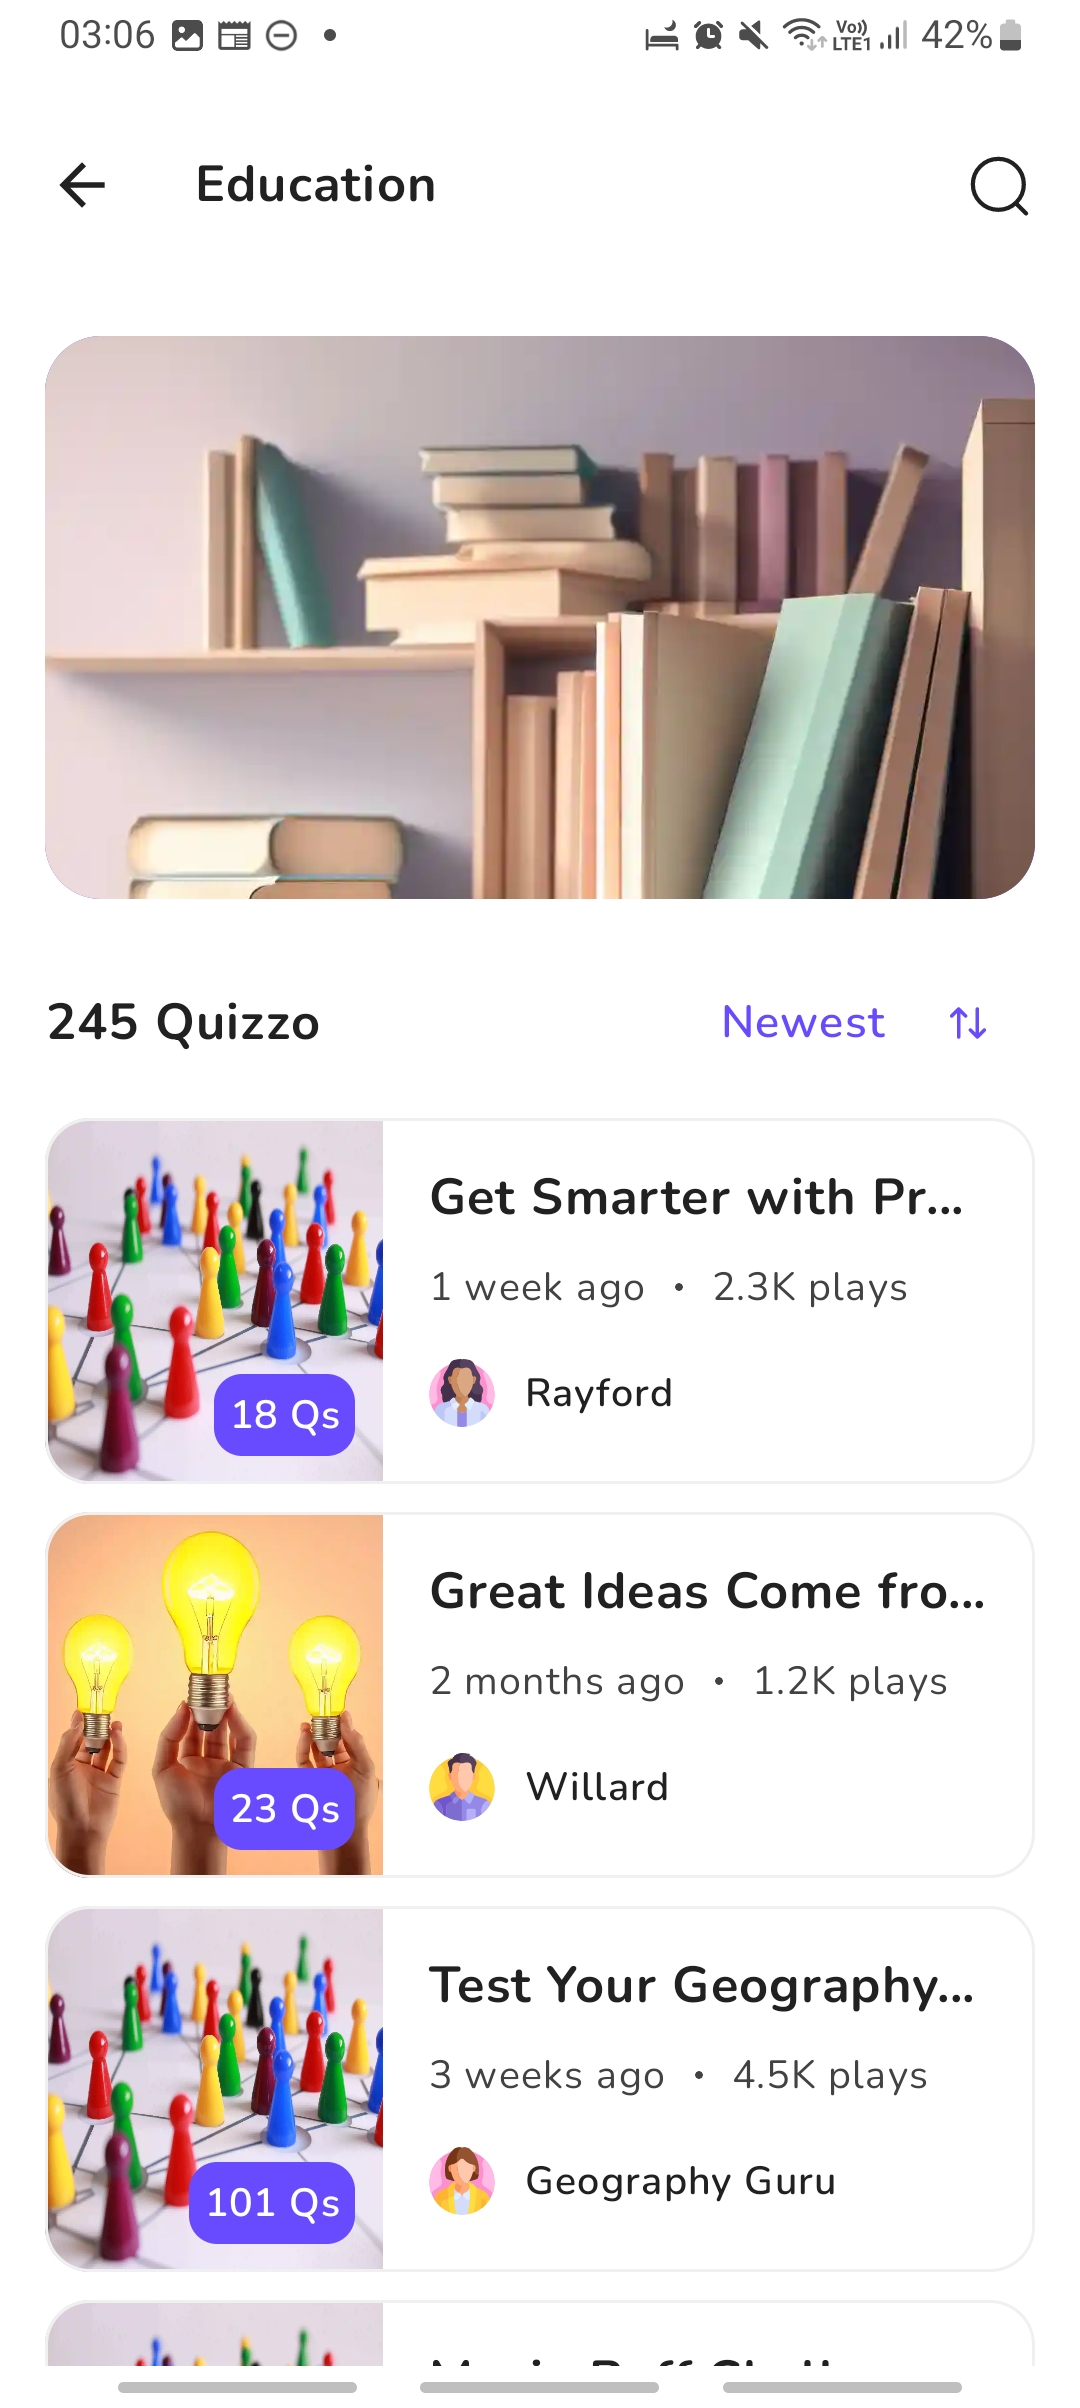 03:06
Vo)) LTE1 42%
Education
245 Quizzo
Newest
Get Smarter with Pr...
1 week ago • 2.3K plays
18 Qs
Rayford
Great Ideas Come fro...
2 months ago • 1.2K plays
23 Qs
Willard
Test Your Geography...
3 weeks ago • 4.5K plays
101 Qs
Geography Guru